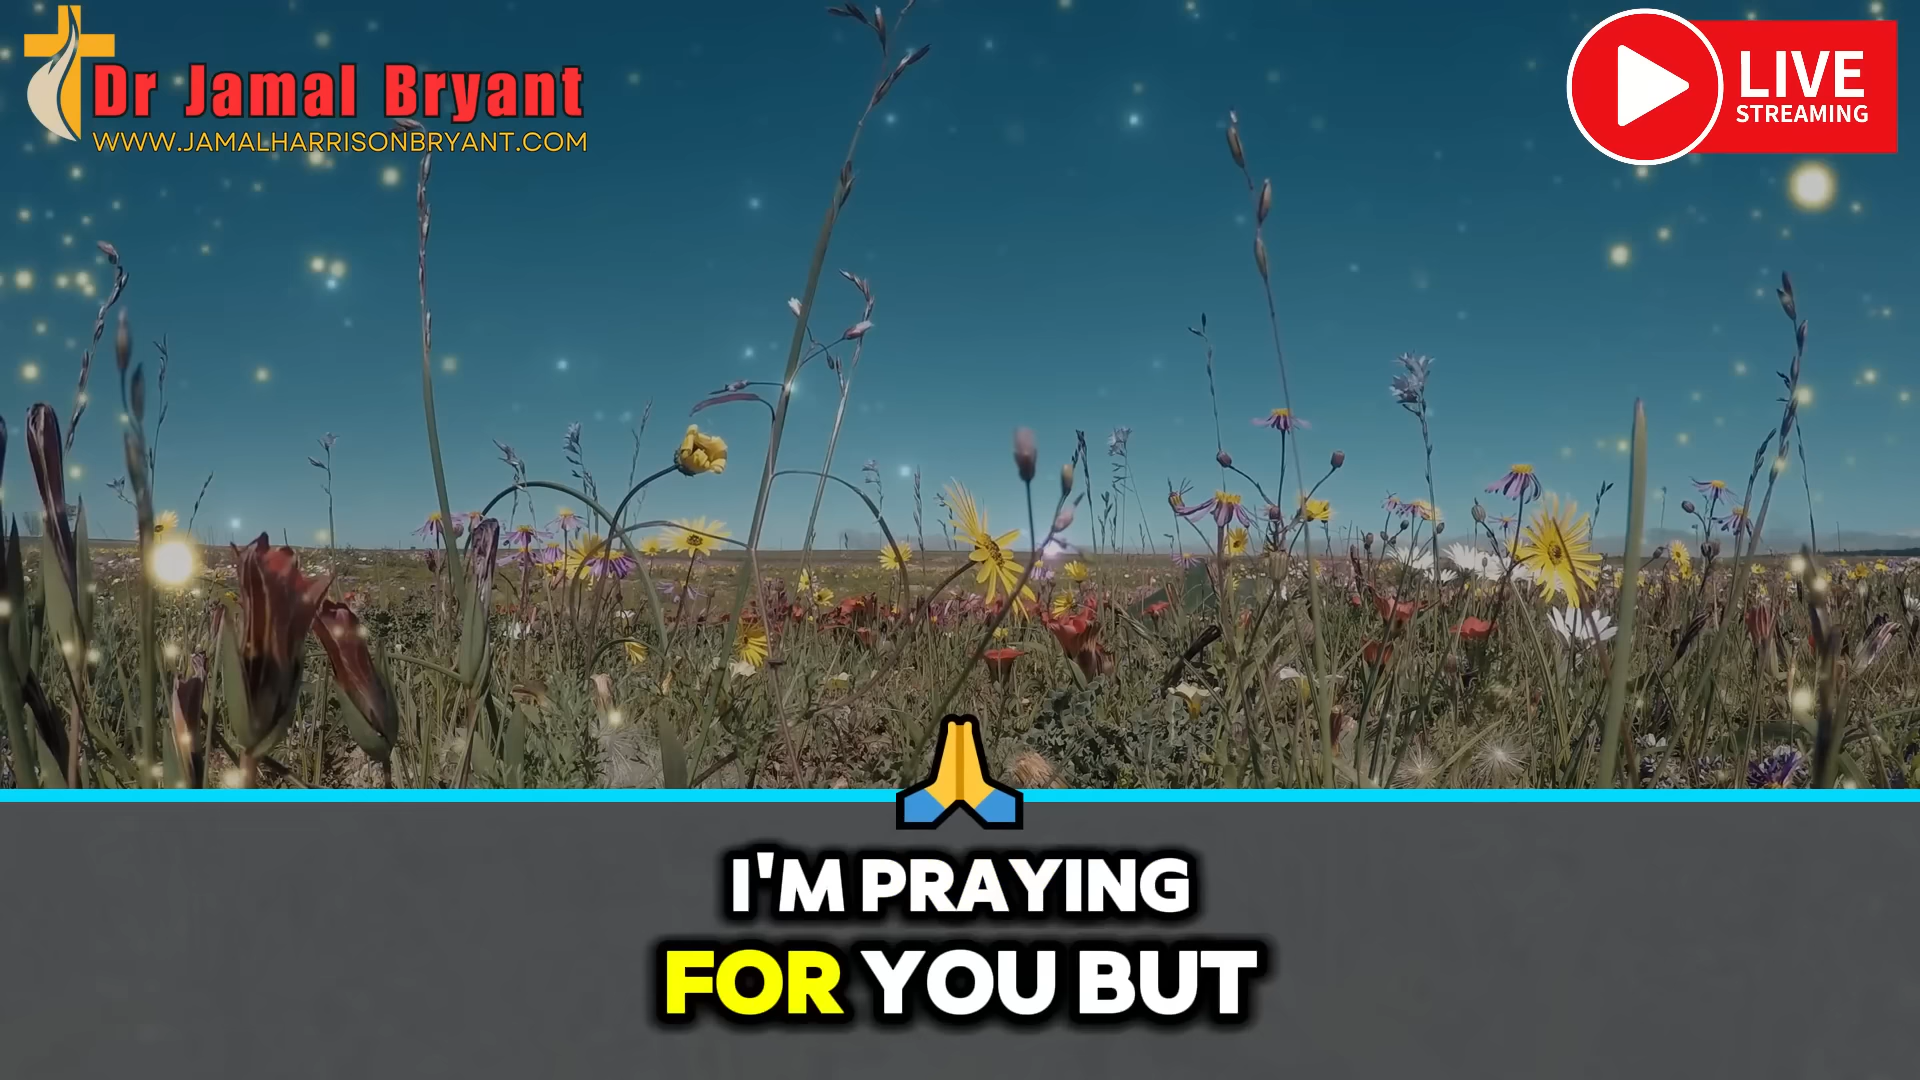 Dr Jamal Bryant
WWW.JAMALHARRISONBRYANT.COM
LIVE
STREAMING
I'M PRAYING
FOR YOU BUT